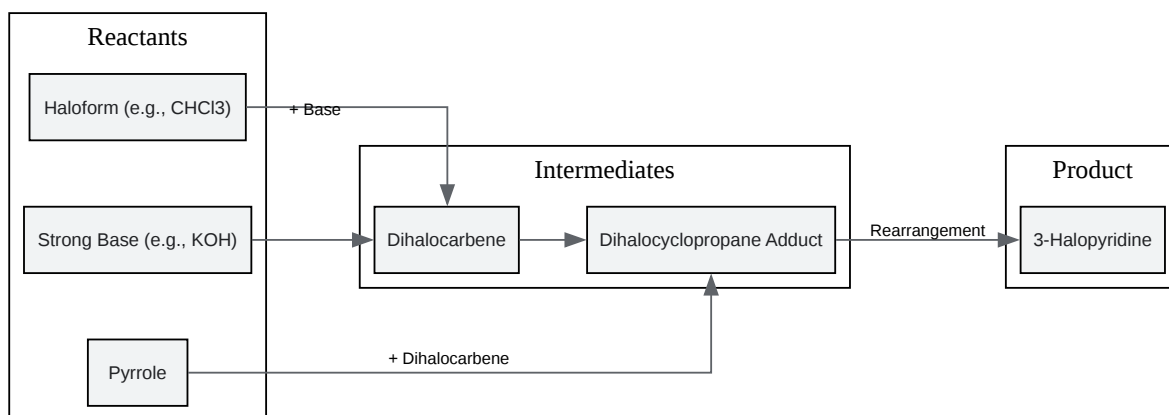 Reactants
Haloform (e.g., CHCl3)
+ Base
Intermediates
Product
Strong Base (e.g., KOH)
Dihalocarbene
Dihalocyclopropane Adduct
Rearrangement
3-Halopyridine
+ Dihalocarbene
Pyrrole